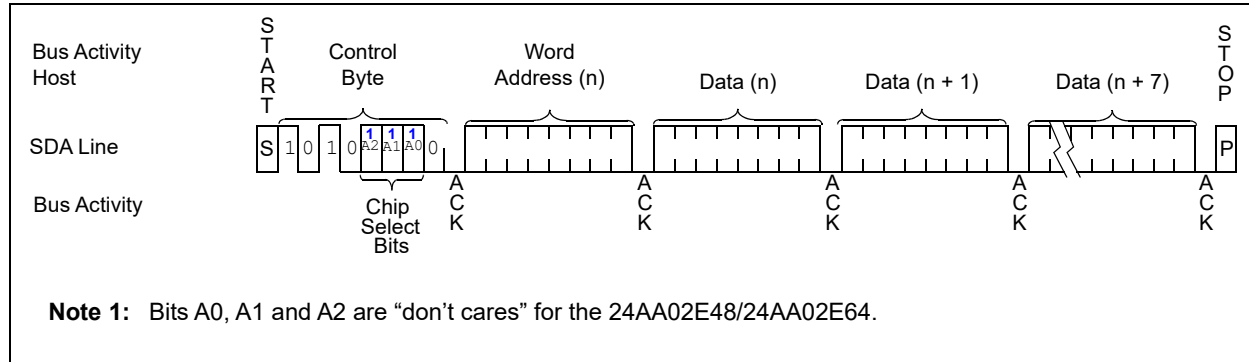 START
STOP
Bus Activity
Host
Control
Byte
Word
Address (n)
Data (n)
Data (n + 1)
Data (n + 7)
SDA Line
S 1 0 1 0 A2 A1 A0 0 P
1 1 1
Bus Activity
Chip
Select
Bits
ACK
ACK
ACK
ACK
ACK
Note 1: Bits A0, A1 and A2 are “don’t cares” for the 24AA02E48/24AA02E64.